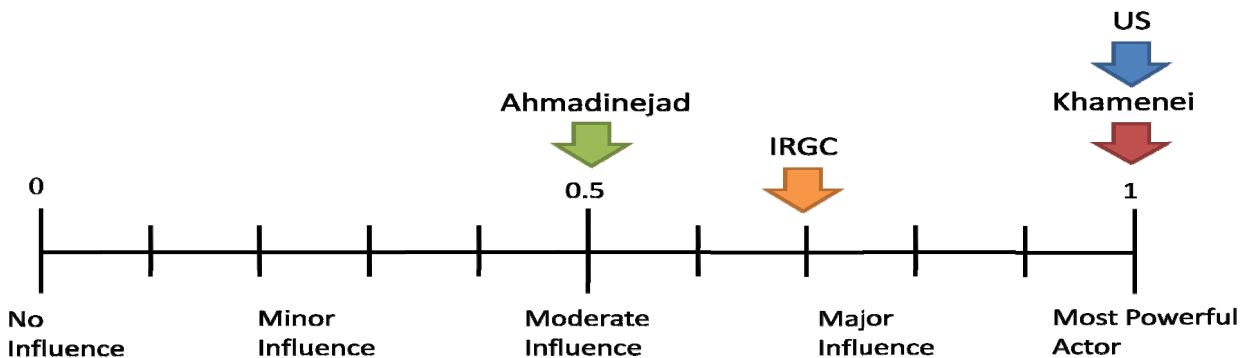 US
Ahmadinejad
Khamenei
IRGC
0
0.5
1
No
Influence
Minor
Influence
Moderate
Influence
Major
Influence
Most Powerful
Actor